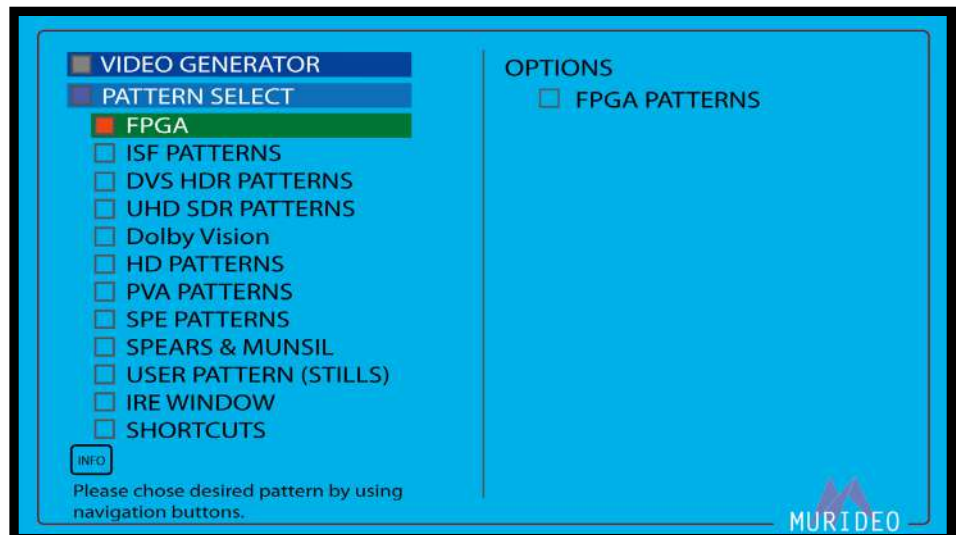 VIDEO GENERATOR
PATTERN SELECT
FPGA
ISF PATTERNS
DVS HDR PATTERNS
UHD SDR PATTERNS
Dolby Vision
HD PATTERNS
PVA PATTERNS
SPE PATTERNS
SPEARS & MUNSIL
USER PATTERN (STILLS)
IRE WINDOW
SHORTCUTS
INFO
Please chose desired pattern by using
navigation buttons.
OPTIONS
FPGA PATTERNS
MURIDEO